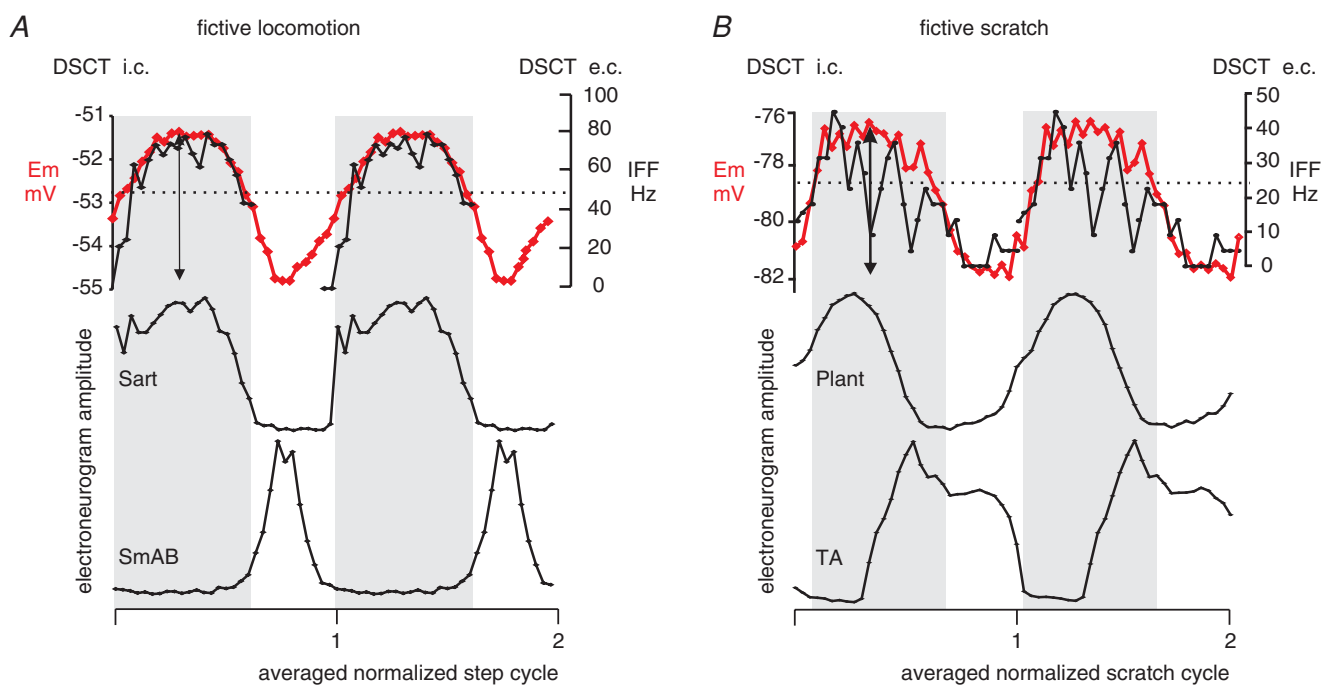 A
fictive locomotion
DSCT i.c.
DSCT e.c.
-51
-52
-53
-54
-55
Em
mV
100
80
60
40
20
0
IFF
Hz
electroneurogram amplitude
Sart
SmAB
1
2
averaged normalized step cycle
B
fictive scratch
DSCT i.c.
DSCT e.c.
-76
-78
-80
-82
Em
mV
50
40
30
20
10
0
IFF
Hz
electroneurogram amplitude
Plant
TA
1
2
averaged normalized scratch cycle